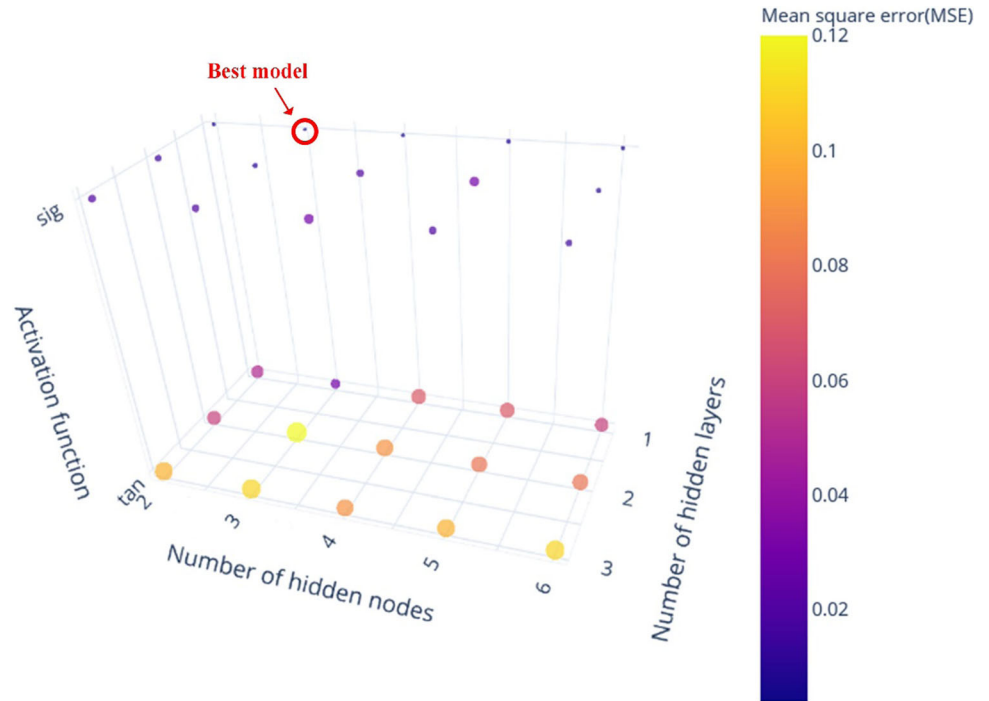 Mean square error(MSE)
0.12
0.1
0.08
0.06
0.04
0.02
Best model
sig
tan
Activation function
2
3
4
5
6
Number of hidden nodes
1
2
3
Number of hidden layers